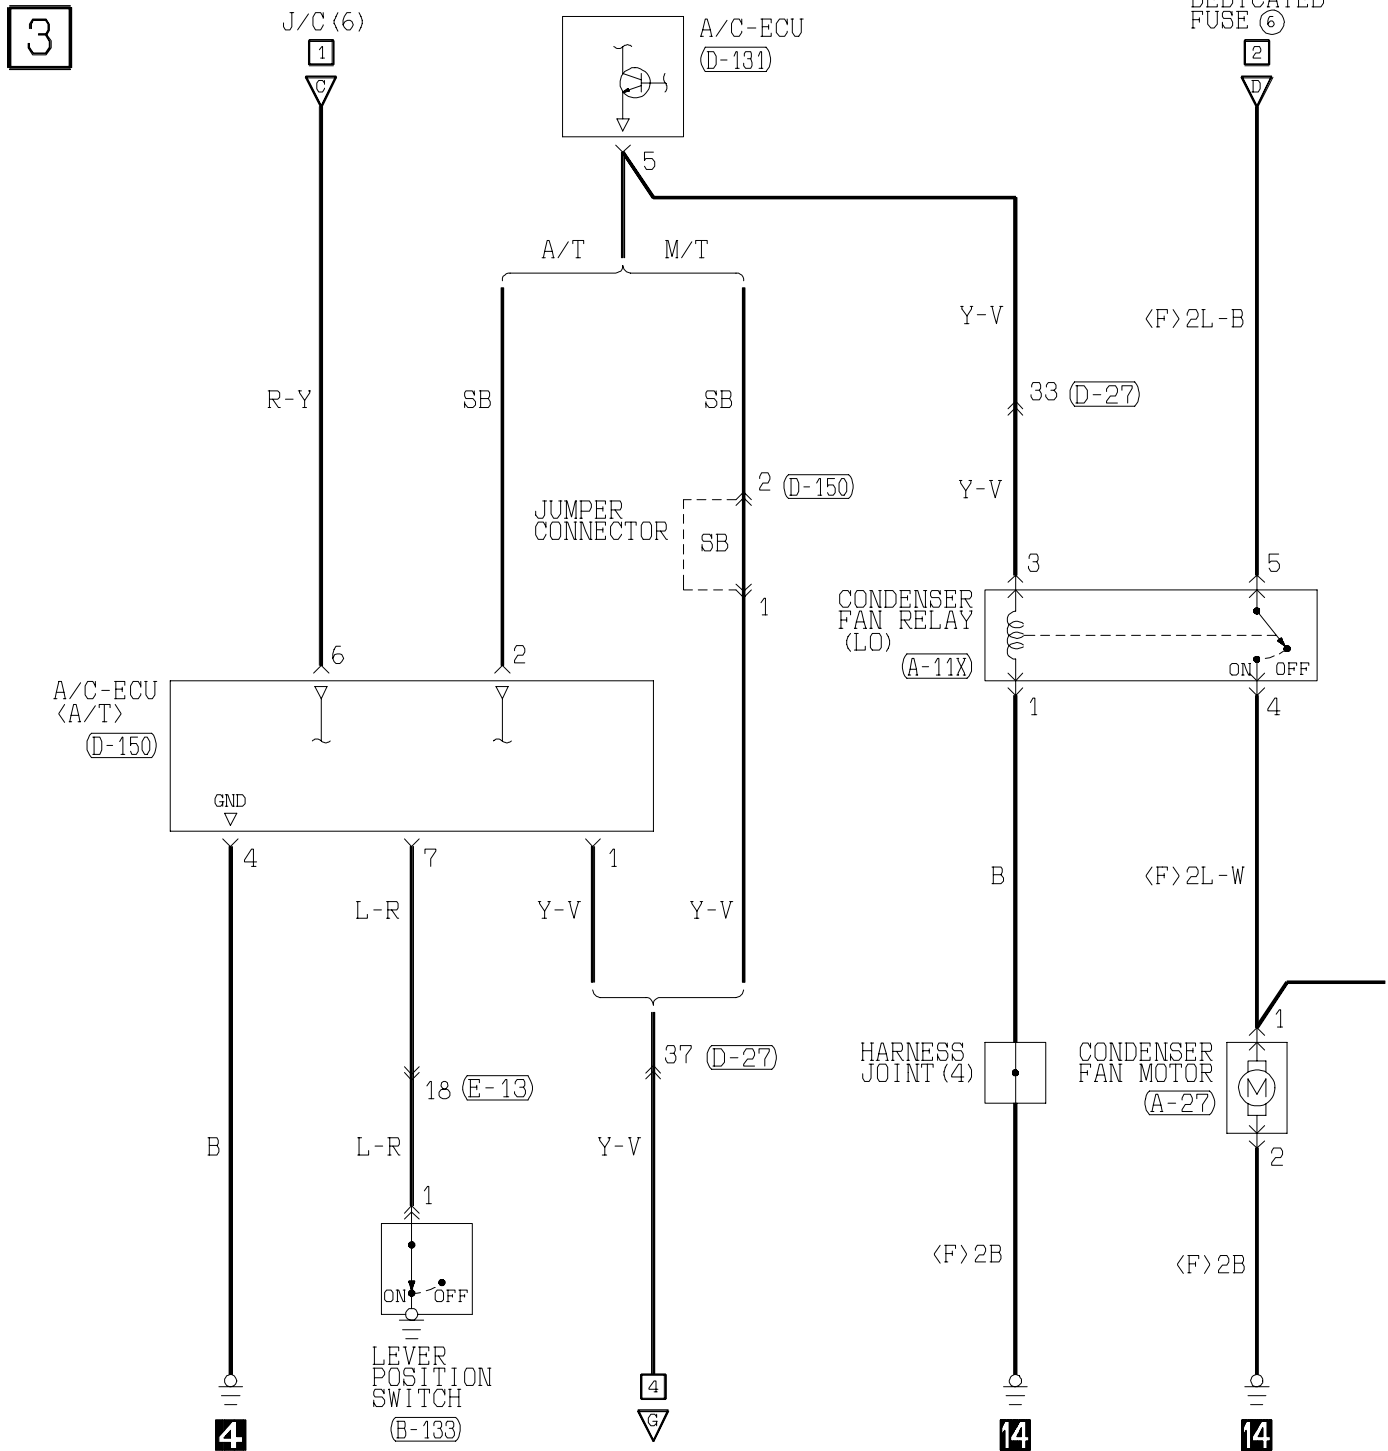 3
J/C(6)
1
C
A/C-ECU
(D-131)
DEDICATED
FUSE ⑥
2
D
5
A/T
M/T
Y-V
〈F〉2L-B
R-Y
SB
SB
33 (D-27)
2 (D-150)
Y-V
JUMPER
CONNECTOR
SB
1
3
5
CONDENSER
FAN RELAY
(LO)
(A-11X)
ON
OFF
1
4
6
2
A/C-ECU
〈A/T〉
(D-150)
GND
4
7
1
L-R
Y-V
Y-V
B
〈F〉2L-W
1
37 (D-27)
HARNESS
JOINT(4)
CONDENSER
FAN MOTOR
(A-27)
M
18 (E-13)
B
L-R
Y-V
2
1
〈F〉2B
〈F〉2B
ON
OFF
LEVER
POSITION
SWITCH
(B-133)
4
G
4
14
14